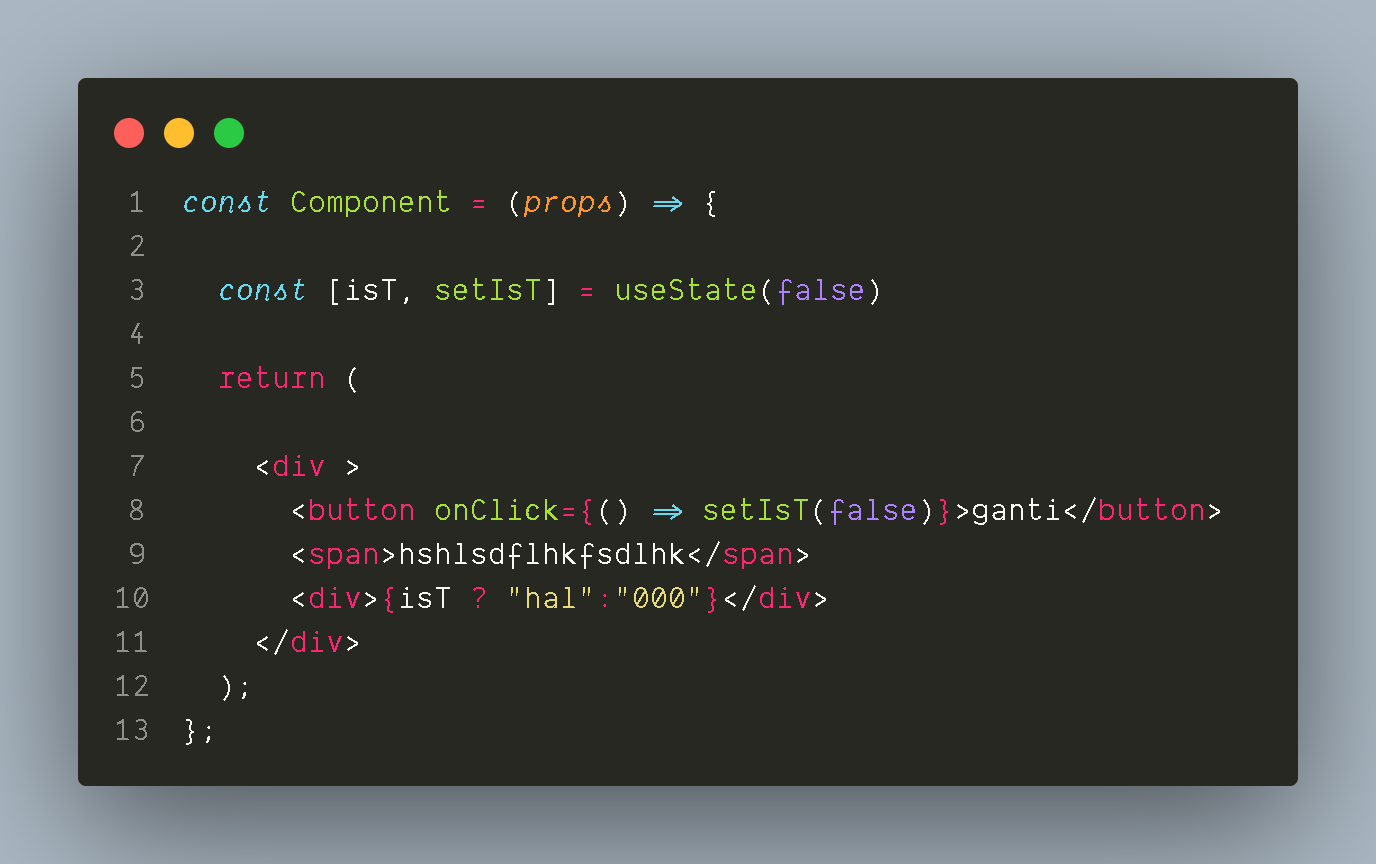 1 const Component = (props) => {
2
3 const [isT, setIsT] = useState(false)
4
5 return (
6
7 <div >
8 <button onClick={() => setIsT(false)}>ganti</button>
9 <span>hshlsdflhkfsdlhk</span>
10 <div>{isT ? "hal":"000"}</div>
11 </div>
12 );
13 };